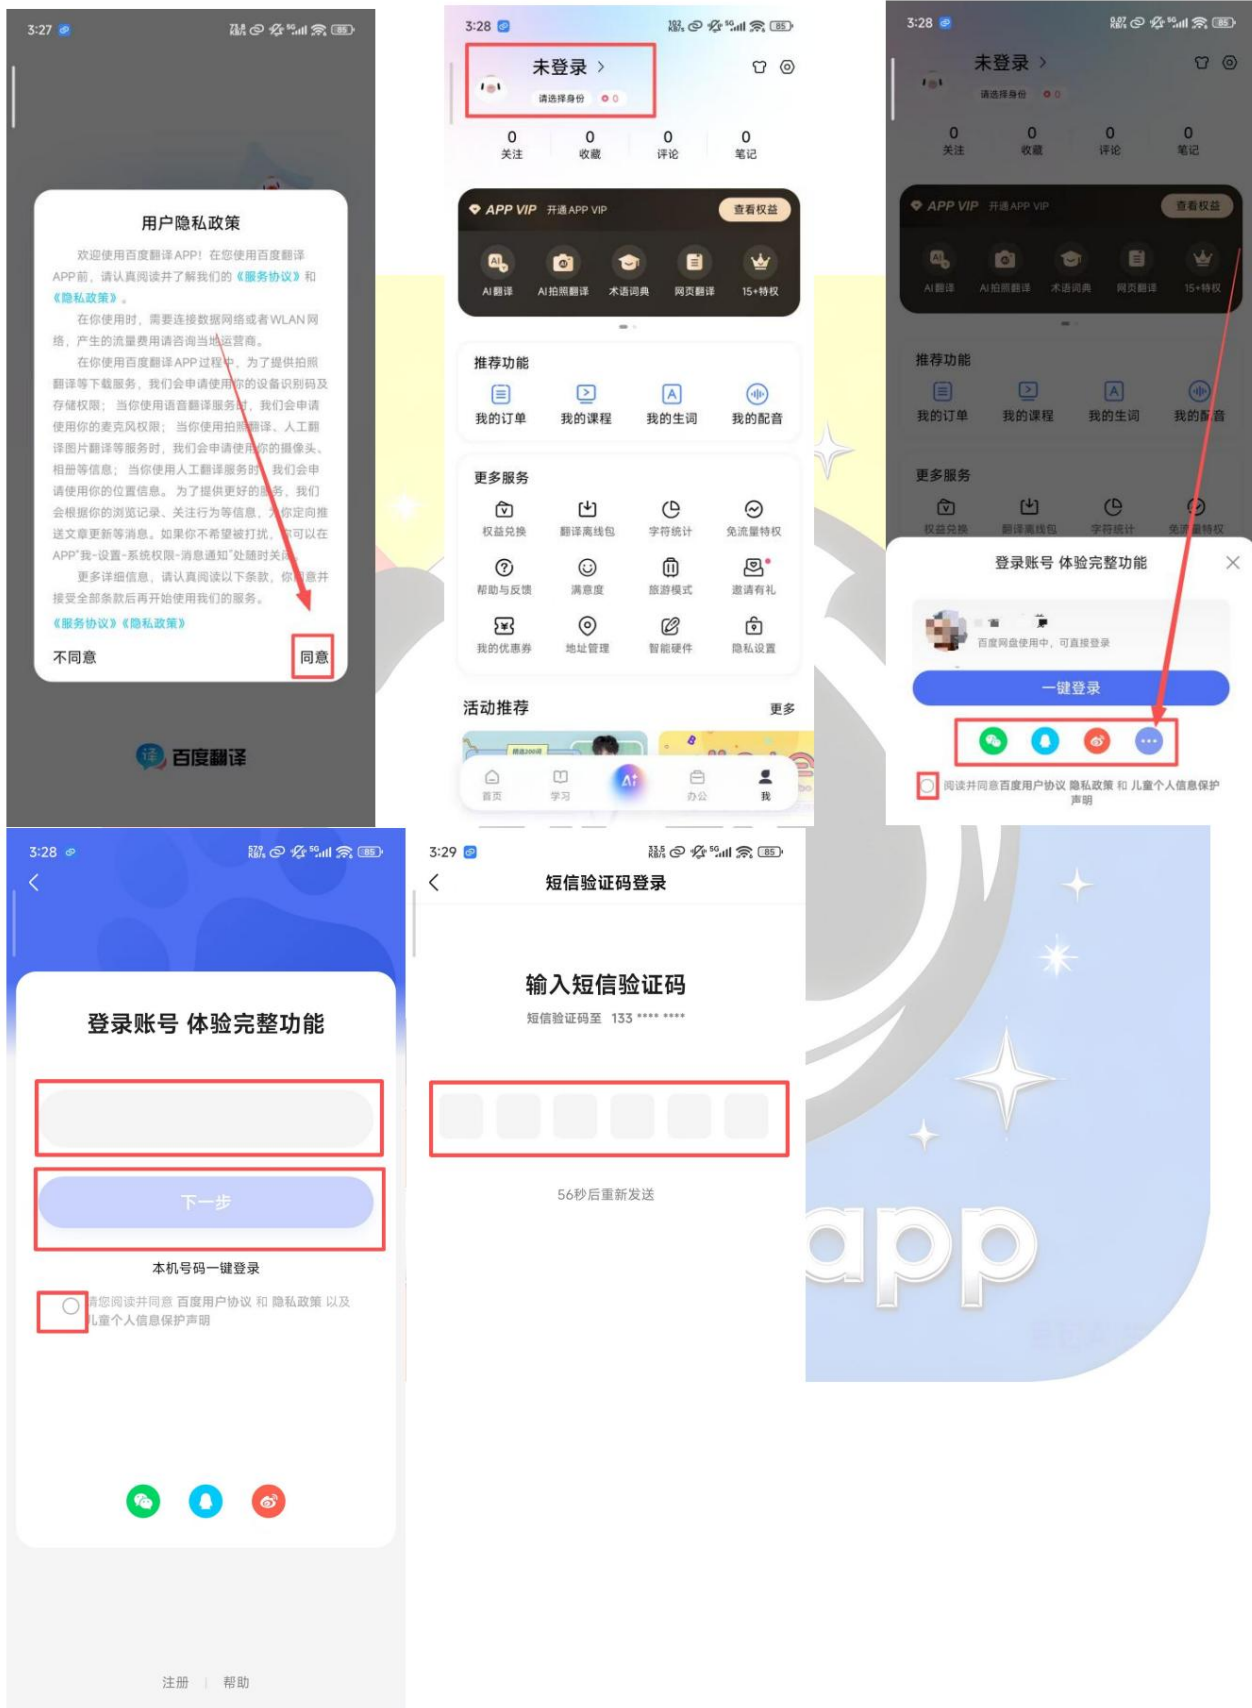 3:27
73.8 KB/s 5G 85
用户隐私政策
欢迎使用百度翻译APP！在您使用百度翻译
APP前，请认真阅读并了解我们的《服务协议》和
《隐私政策》。
在你使用时，需要连接数据网络或者WLAN网
络，产生的流量费用请咨询当地运营商。
在你使用百度翻译APP过程中，为了提供拍照
翻译等下载服务，我们会申请使用你的设备识别码及
存储权限；当你使用语音翻译服务时，我们会申请
使用你的麦克风权限；当你使用拍照翻译、人工翻
译图片翻译等服务时，我们会申请使用你的摄像头、
相册等信息；当你使用人工翻译服务时，我们会申
请使用你的位置信息。为了提供更好的服务，我们
会根据你的浏览记录、关注行为等信息，为你定向推
送文章更新等消息。如果你不希望被打扰，你可以在
APP“我-设置-系统权限-消息通知”处随时关闭。
更多详细信息，请认真阅读以下条款，你同意并
接受全部条款后再开始使用我们的服务。
《服务协议》《隐私政策》
不同意 同意
译 百度翻译
3:28
KB/s 5G 85
未登录 >
请选择身份 0
0 0 0 0
关注 收藏 评论 笔记
APP VIP 开通APP VIP 查看权益
AI翻译 AI拍照翻译 术语词典 网页翻译 15+特权
推荐功能
我的订单 我的课程 我的生词 我的配音
更多服务
权益兑换 翻译离线包 字符统计 免流量特权
帮助与反馈 满意度 旅游模式 邀请有礼
我的优惠券 地址管理 智能硬件 隐私设置
活动推荐 更多
首页 学习 办公 我
3:28
KB/s 5G 85
未登录 >
请选择身份 0
0 0 0 0
关注 收藏 评论 笔记
APP VIP 开通APP VIP 查看权益
AI翻译 AI拍照翻译 术语词典 网页翻译 15+特权
推荐功能
我的订单 我的课程 我的生词 我的配音
更多服务
权益兑换 翻译离线包 字符统计 免流量特权
登录账号 体验完整功能
百度网盘使用中，可直接登录
一键登录
阅读并同意百度用户协议 隐私政策 和 儿童个人信息保护
声明
3:28
57.9 KB/s 5G 85
登录账号 体验完整功能
下一步
本机号码一键登录
请您阅读并同意 百度用户协议 和 隐私政策 以及
儿童个人信息保护声明
注册 | 帮助
3:29
33.5 KB/s 5G 85
短信验证码登录
输入短信验证码
短信验证码至 133 **** ****
56秒后重新发送
app